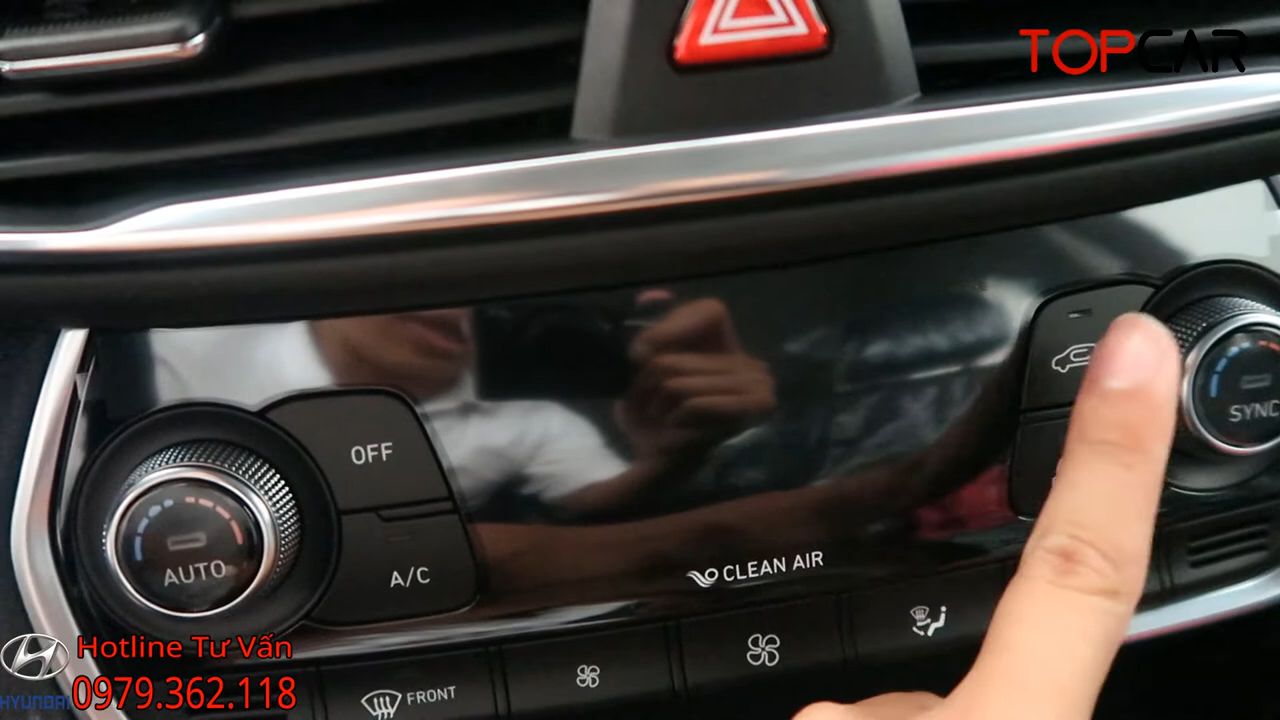 TOPCAR
SYNC
OFF
AUTO
A/C
CLEAN AIR
FRONT
HYUNDAI
Hotline Tư Vấn
0979.362.118